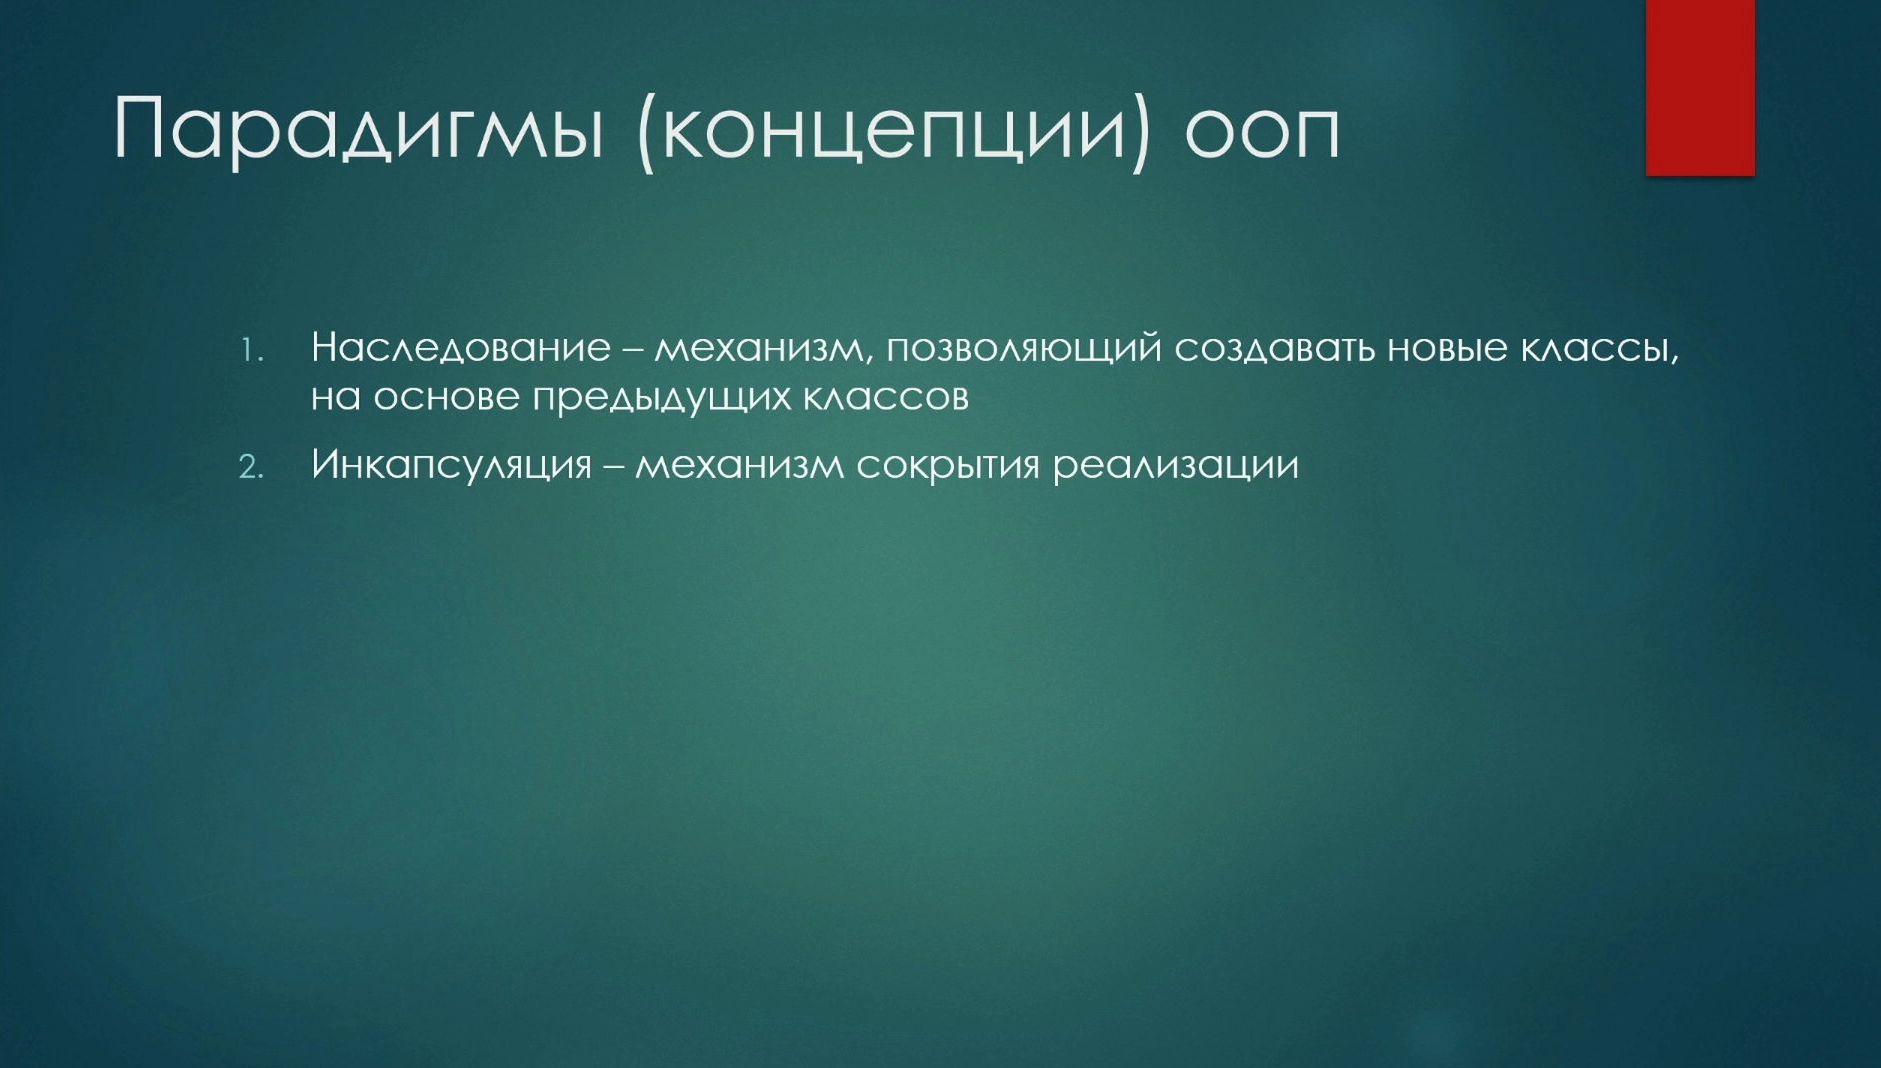 Парадигмы (концепции) ооп
1. Наследование – механизм, позволяющий создавать новые классы,
на основе предыдущих классов
2. Инкапсуляция – механизм сокрытия реализации